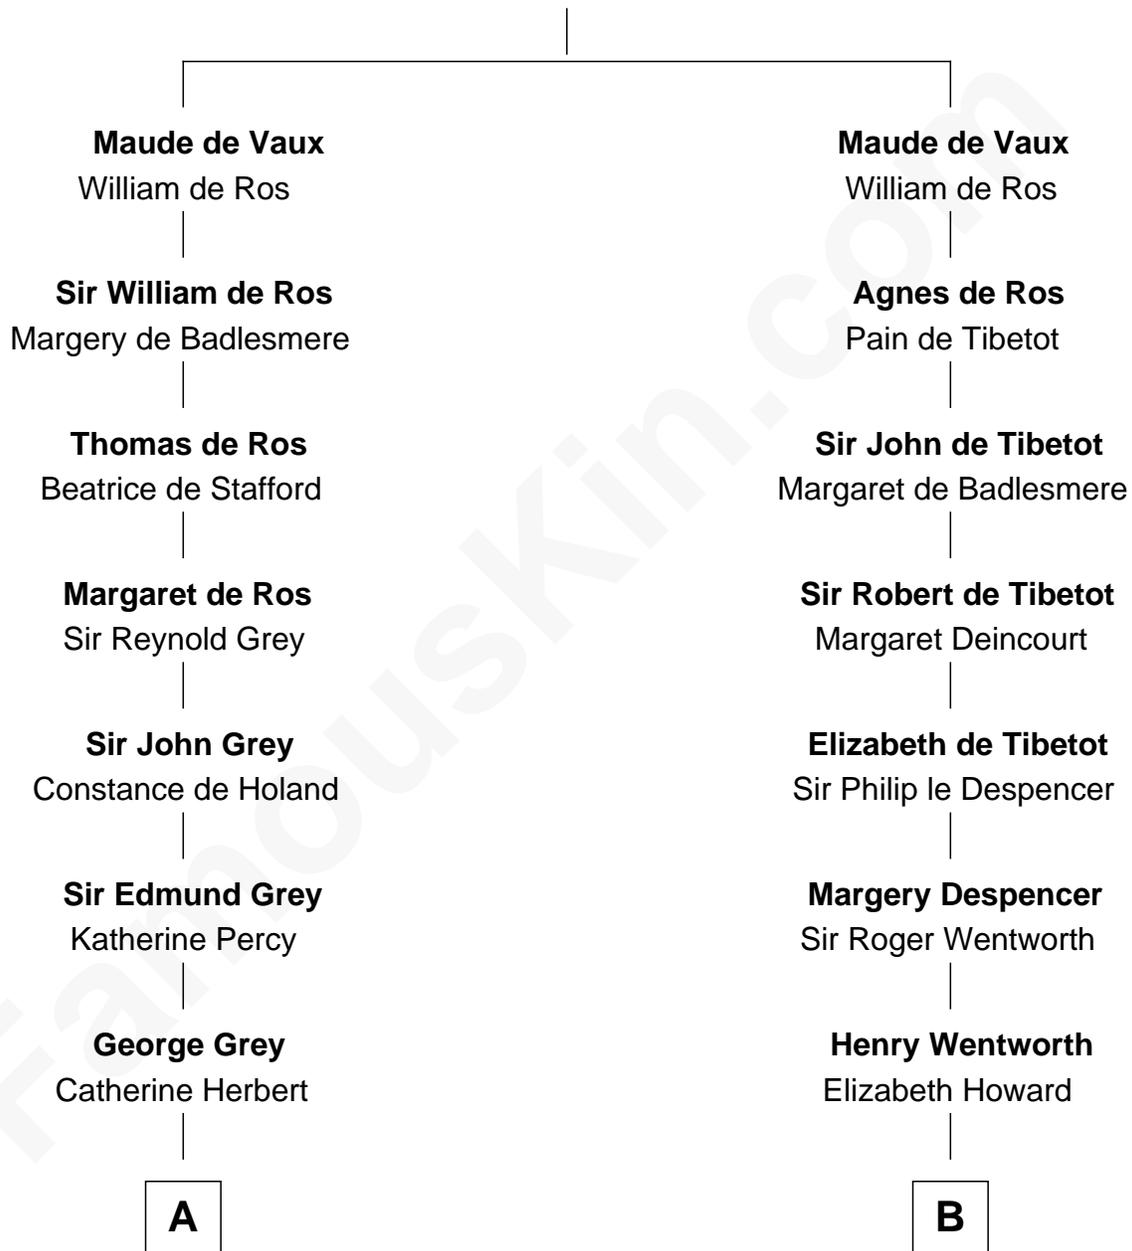 Maude de Vaux
William de Ros
Sir William de Ros
Margery de Badlesmere
Thomas de Ros
Beatrice de Stafford
Margaret de Ros
Sir Reynold Grey
Sir John Grey
Constance de Holand
Sir Edmund Grey
Katherine Percy
George Grey
Catherine Herbert
A
Maude de Vaux
William de Ros
Agnes de Ros
Pain de Tibetot
Sir John de Tibetot
Margaret de Badlesmere
Sir Robert de Tibetot
Margaret Deincourt
Elizabeth de Tibetot
Sir Philip le Despencer
Margery Despencer
Sir Roger Wentworth
Henry Wentworth
Elizabeth Howard
B
FamousKin.com